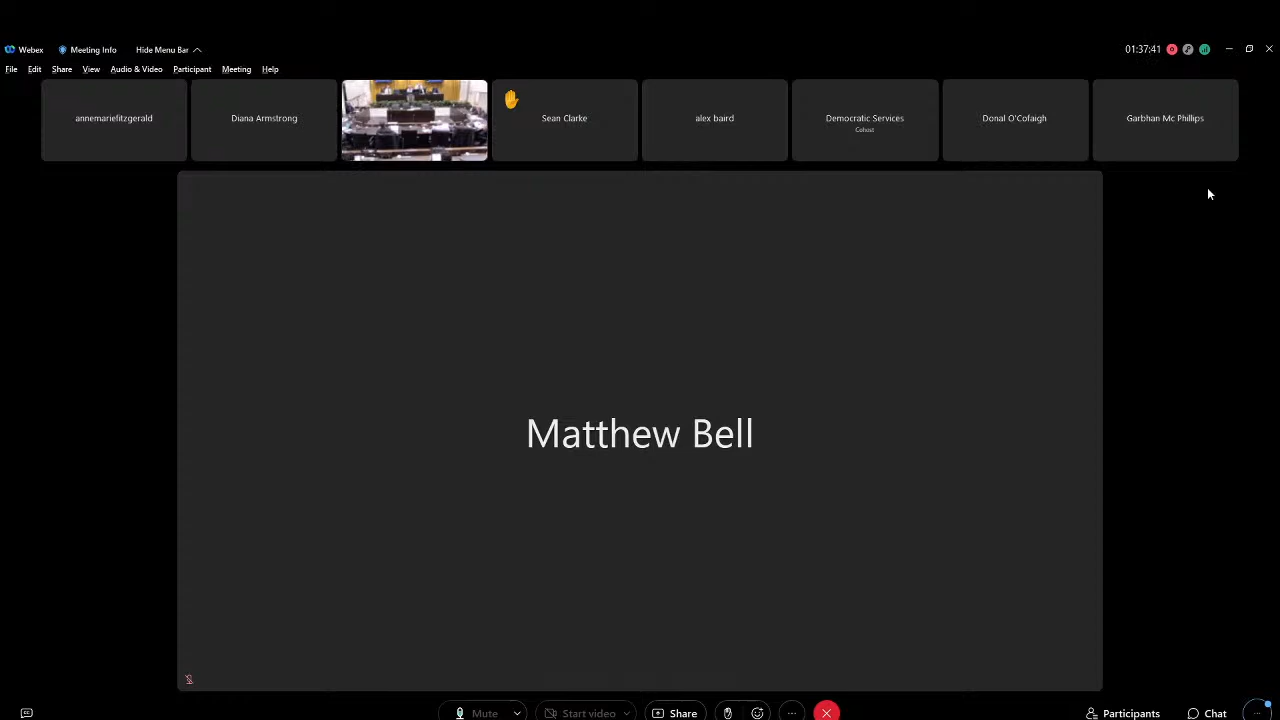 Webex Meeting Info Hide Menu Bar 01:37:41
File Edit Share View Audio & Video Participant Meeting Help
annemariefitzgerald Diana Armstrong Sean Clarke alex baird Democratic Services Donal O'Cofaigh Garbhan Mc Phillips
Cohost
Matthew Bell
Mute Start video Share Participants Chat